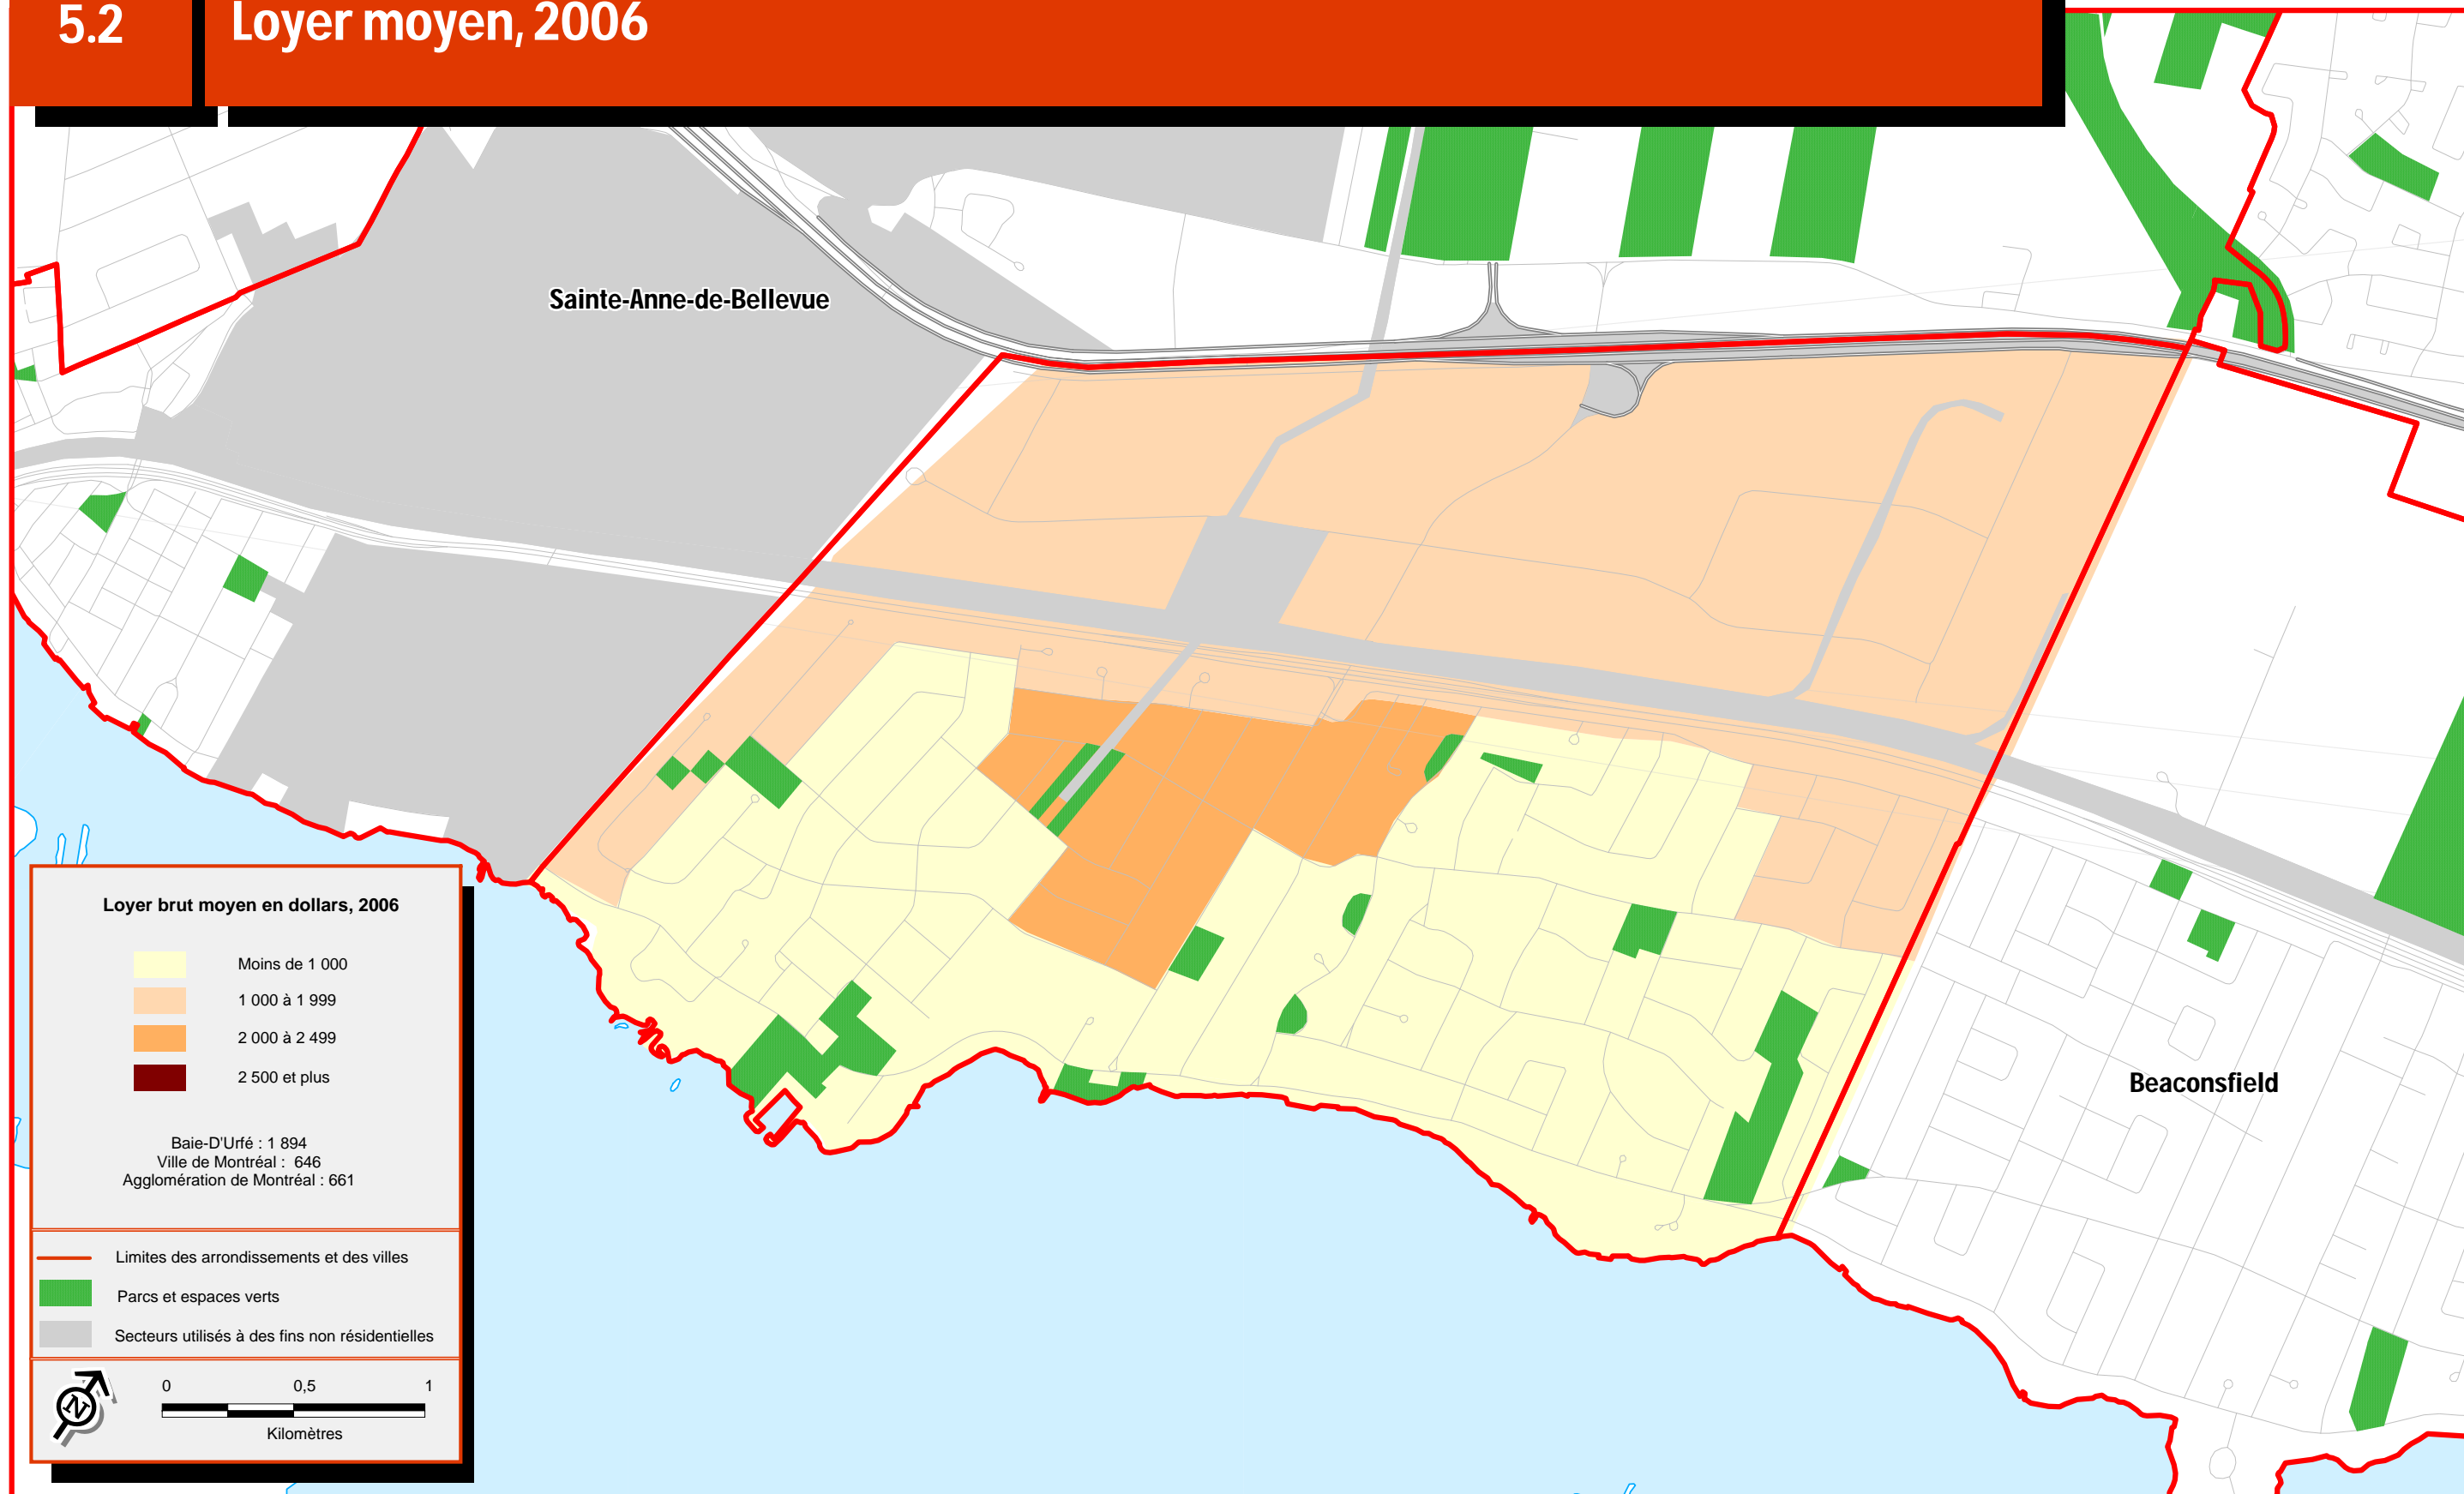 5.2
Loyer moyen, 2006
Sainte-Anne-de-Bellevue
Beaconsfield
Loyer brut moyen en dollars, 2006
Moins de 1 000
1 000 à 1 999
2 000 à 2 499
2 500 et plus
Baie-D'Urfé : 1 894
Ville de Montréal : 646
Agglomération de Montréal : 661
Limites des arrondissements et des villes
Parcs et espaces verts
Secteurs utilisés à des fins non résidentielles
N
0 0,5 1
Kilomètres